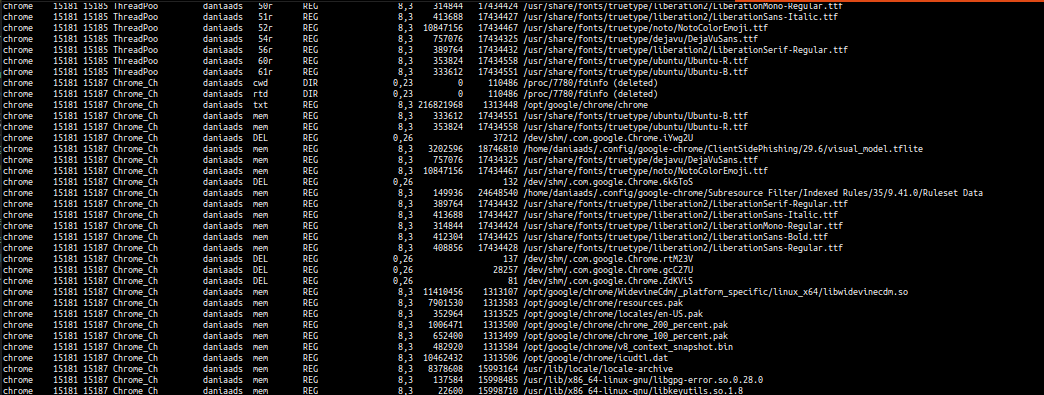 chrome 15181 15185 ThreadPoo daniaads 50r REG 8,3 314844 17434424 /usr/share/fonts/truetype/liberation2/LiberationMono-Regular.ttf
chrome 15181 15185 ThreadPoo daniaads 51r REG 8,3 413688 17434427 /usr/share/fonts/truetype/liberation2/LiberationSans-Italic.ttf
chrome 15181 15185 ThreadPoo daniaads 52r REG 8,3 10847156 17434467 /usr/share/fonts/truetype/noto/NotoColorEmoji.ttf
chrome 15181 15185 ThreadPoo daniaads 54r REG 8,3 757076 17434325 /usr/share/fonts/truetype/dejavu/DejaVuSans.ttf
chrome 15181 15185 ThreadPoo daniaads 56r REG 8,3 389764 17434432 /usr/share/fonts/truetype/liberation2/LiberationSerif-Regular.ttf
chrome 15181 15185 ThreadPoo daniaads 60r REG 8,3 353824 17434558 /usr/share/fonts/truetype/ubuntu/Ubuntu-R.ttf
chrome 15181 15185 ThreadPoo daniaads 61r REG 8,3 333612 17434551 /usr/share/fonts/truetype/ubuntu/Ubuntu-B.ttf
chrome 15181 15187 Chrome_Ch daniaads cwd DIR 0,23 0 110486 /proc/7780/fdinfo (deleted)
chrome 15181 15187 Chrome_Ch daniaads rtd DIR 0,23 0 110486 /proc/7780/fdinfo (deleted)
chrome 15181 15187 Chrome_Ch daniaads txt REG 8,3 216821968 1313448 /opt/google/chrome/chrome
chrome 15181 15187 Chrome_Ch daniaads mem REG 8,3 333612 17434551 /usr/share/fonts/truetype/ubuntu/Ubuntu-B.ttf
chrome 15181 15187 Chrome_Ch daniaads mem REG 8,3 353824 17434558 /usr/share/fonts/truetype/ubuntu/Ubuntu-R.ttf
chrome 15181 15187 Chrome_Ch daniaads DEL REG 0,26 37212 /dev/shm/.com.google.Chrome.iYwg2U
chrome 15181 15187 Chrome_Ch daniaads mem REG 8,3 3202596 18746810 /home/daniaads/.config/google-chrome/ClientSidePhishing/29.6/visual_model.tflite
chrome 15181 15187 Chrome_Ch daniaads mem REG 8,3 757076 17434325 /usr/share/fonts/truetype/dejavu/DejaVuSans.ttf
chrome 15181 15187 Chrome_Ch daniaads mem REG 8,3 10847156 17434467 /usr/share/fonts/truetype/noto/NotoColorEmoji.ttf
chrome 15181 15187 Chrome_Ch daniaads DEL REG 0,26 132 /dev/shm/.com.google.Chrome.6k6ToS
chrome 15181 15187 Chrome_Ch daniaads mem REG 8,3 149936 24648540 /home/daniaads/.config/google-chrome/Subresource Filter/Indexed Rules/35/9.41.0/Ruleset Data
chrome 15181 15187 Chrome_Ch daniaads mem REG 8,3 389764 17434432 /usr/share/fonts/truetype/liberation2/LiberationSerif-Regular.ttf
chrome 15181 15187 Chrome_Ch daniaads mem REG 8,3 413688 17434427 /usr/share/fonts/truetype/liberation2/LiberationSans-Italic.ttf
chrome 15181 15187 Chrome_Ch daniaads mem REG 8,3 314844 17434424 /usr/share/fonts/truetype/liberation2/LiberationMono-Regular.ttf
chrome 15181 15187 Chrome_Ch daniaads mem REG 8,3 412304 17434425 /usr/share/fonts/truetype/liberation2/LiberationSans-Bold.ttf
chrome 15181 15187 Chrome_Ch daniaads mem REG 8,3 408856 17434428 /usr/share/fonts/truetype/liberation2/LiberationSans-Regular.ttf
chrome 15181 15187 Chrome_Ch daniaads DEL REG 0,26 137 /dev/shm/.com.google.Chrome.rtM23V
chrome 15181 15187 Chrome_Ch daniaads DEL REG 0,26 28257 /dev/shm/.com.google.Chrome.gcC27U
chrome 15181 15187 Chrome_Ch daniaads DEL REG 0,26 81 /dev/shm/.com.google.Chrome.ZdKViS
chrome 15181 15187 Chrome_Ch daniaads mem REG 8,3 11410456 1313107 /opt/google/chrome/WidevineCdm/_platform_specific/linux_x64/libwidevinecdm.so
chrome 15181 15187 Chrome_Ch daniaads mem REG 8,3 7901530 1313583 /opt/google/chrome/resources.pak
chrome 15181 15187 Chrome_Ch daniaads mem REG 8,3 352964 1313525 /opt/google/chrome/locales/en-US.pak
chrome 15181 15187 Chrome_Ch daniaads mem REG 8,3 1006471 1313500 /opt/google/chrome/chrome_200_percent.pak
chrome 15181 15187 Chrome_Ch daniaads mem REG 8,3 652400 1313499 /opt/google/chrome/chrome_100_percent.pak
chrome 15181 15187 Chrome_Ch daniaads mem REG 8,3 482920 1313584 /opt/google/chrome/v8_context_snapshot.bin
chrome 15181 15187 Chrome_Ch daniaads mem REG 8,3 10462432 1313506 /opt/google/chrome/icudtl.dat
chrome 15181 15187 Chrome_Ch daniaads mem REG 8,3 8378608 15993164 /usr/lib/locale/locale-archive
chrome 15181 15187 Chrome_Ch daniaads mem REG 8,3 137584 15998485 /usr/lib/x86_64-linux-gnu/libgpg-error.so.0.28.0
chrome 15181 15187 Chrome_Ch daniaads mem REG 8,3 22600 15998710 /usr/lib/x86_64-linux-gnu/libkeyutils.so.1.8